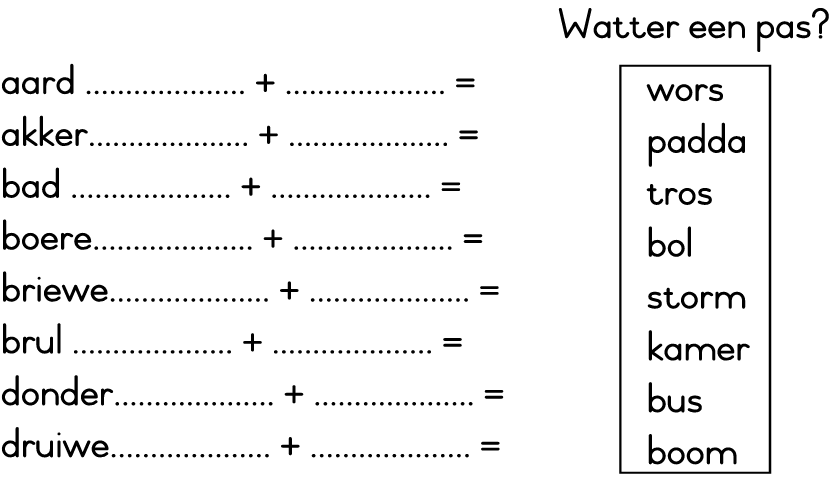 Watter een pas?
aard .................... + .................... =
akker.................... + .................... =
bad .................... + .................... =
boere.................... + .................... =
briewe.................... + .................... =
brul .................... + .................... =
donder.................... + .................... =
druiwe.................... + .................... =
wors
padda
tros
bol
storm
kamer
bus
boom